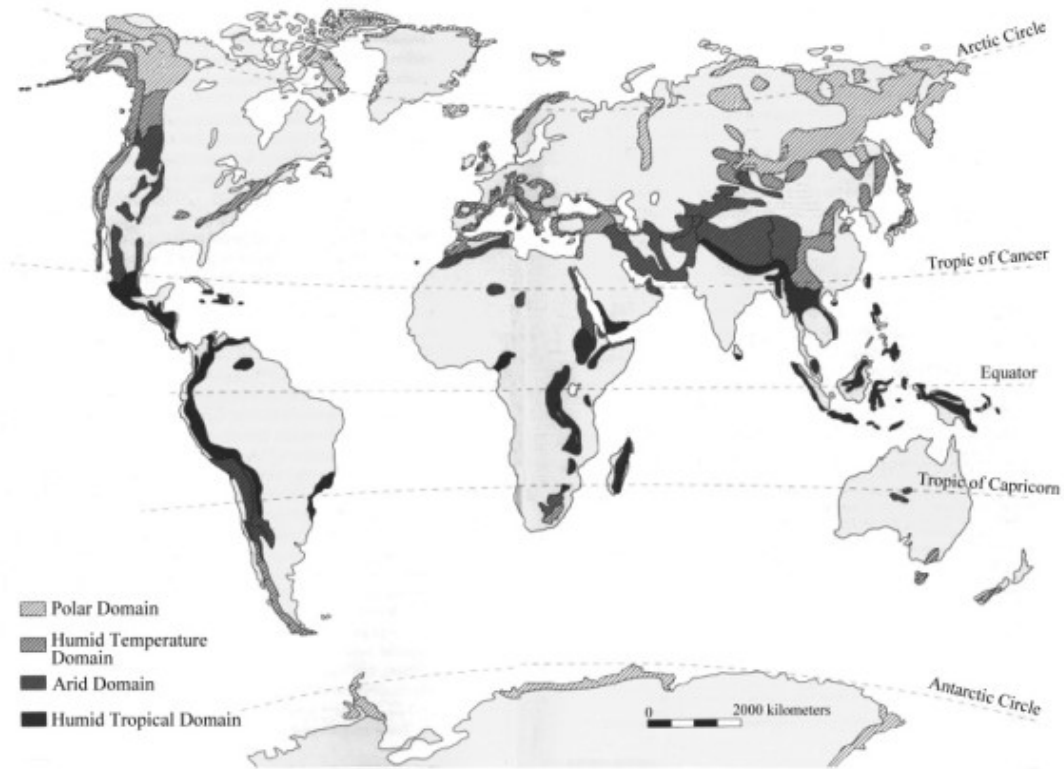 Arctic Circle
Tropic of Cancer
Equator
Tropic of Capricorn
Polar Domain
Humid Temperature
Domain
Arid Domain
Humid Tropical Domain
0 2000 kilometers
Antarctic Circle